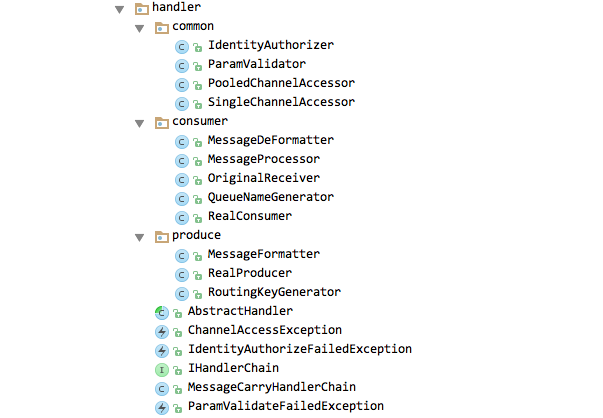 handler
common
IdentityAuthorizer
ParamValidator
PooledChannelAccessor
SingleChannelAccessor
consumer
MessageDeFormatter
MessageProcessor
OriginalReceiver
QueueNameGenerator
RealConsumer
produce
MessageFormatter
RealProducer
RoutingKeyGenerator
AbstractHandler
ChannelAccessException
IdentityAuthorizeFailedException
IHandlerChain
MessageCarryHandlerChain
ParamValidateFailedException